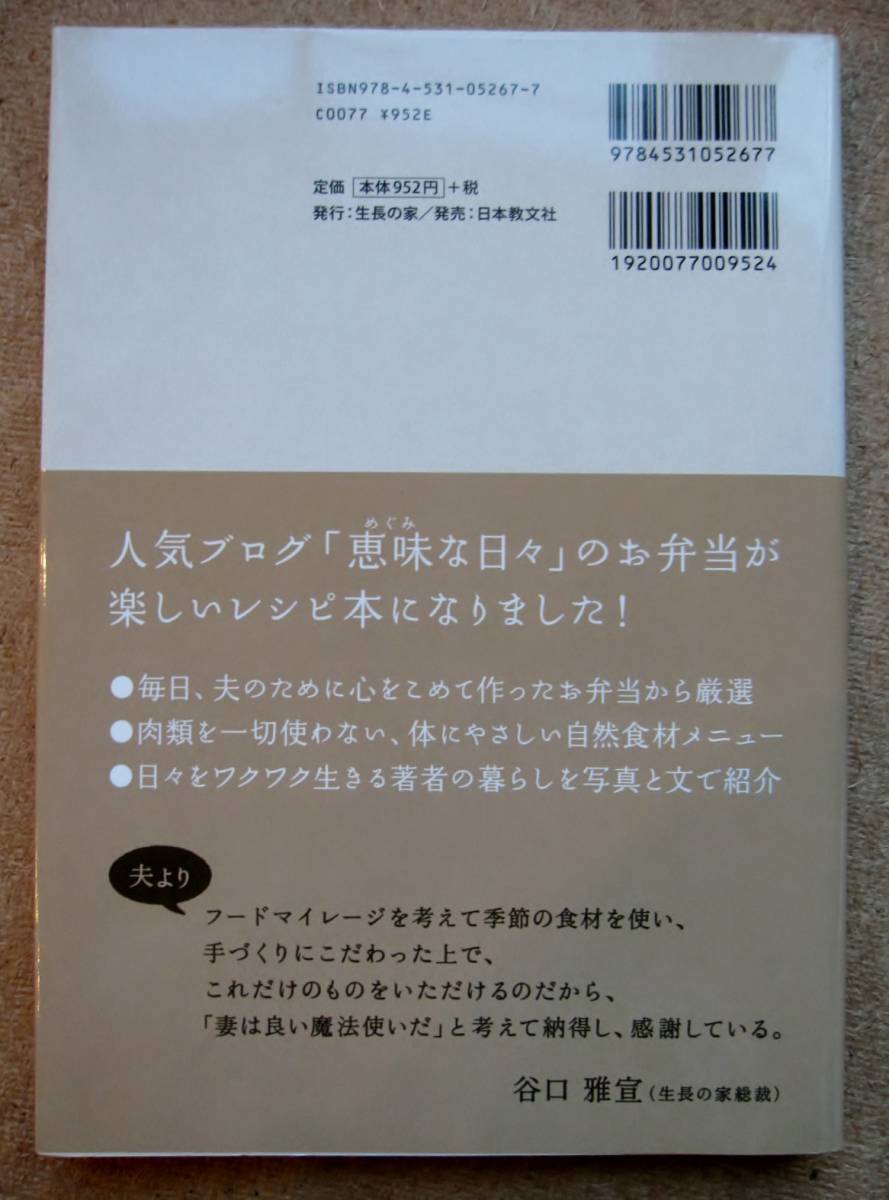 ISBN978-4-531-05267-7
C0077 ¥952E
9784531052677
定価 本体952円+税
発行：生長の家／発売：日本教文社
1920077009524
めぐみ
人気ブログ「恵味な日々」のお弁当が
楽しいレシピ本になりました！
●毎日、夫のために心をこめて作ったお弁当から厳選
●肉類を一切使わない、体にやさしい自然食材メニュー
●日々をワクワク生きる著者の暮らしを写真と文で紹介
夫より
フードマイレージを考えて季節の食材を使い、
手づくりにこだわった上で、
これだけのものをいただけるのだから、
「妻は良い魔法使いだ」と考えて納得し、感謝している。
谷口 雅宣（生長の家総裁）